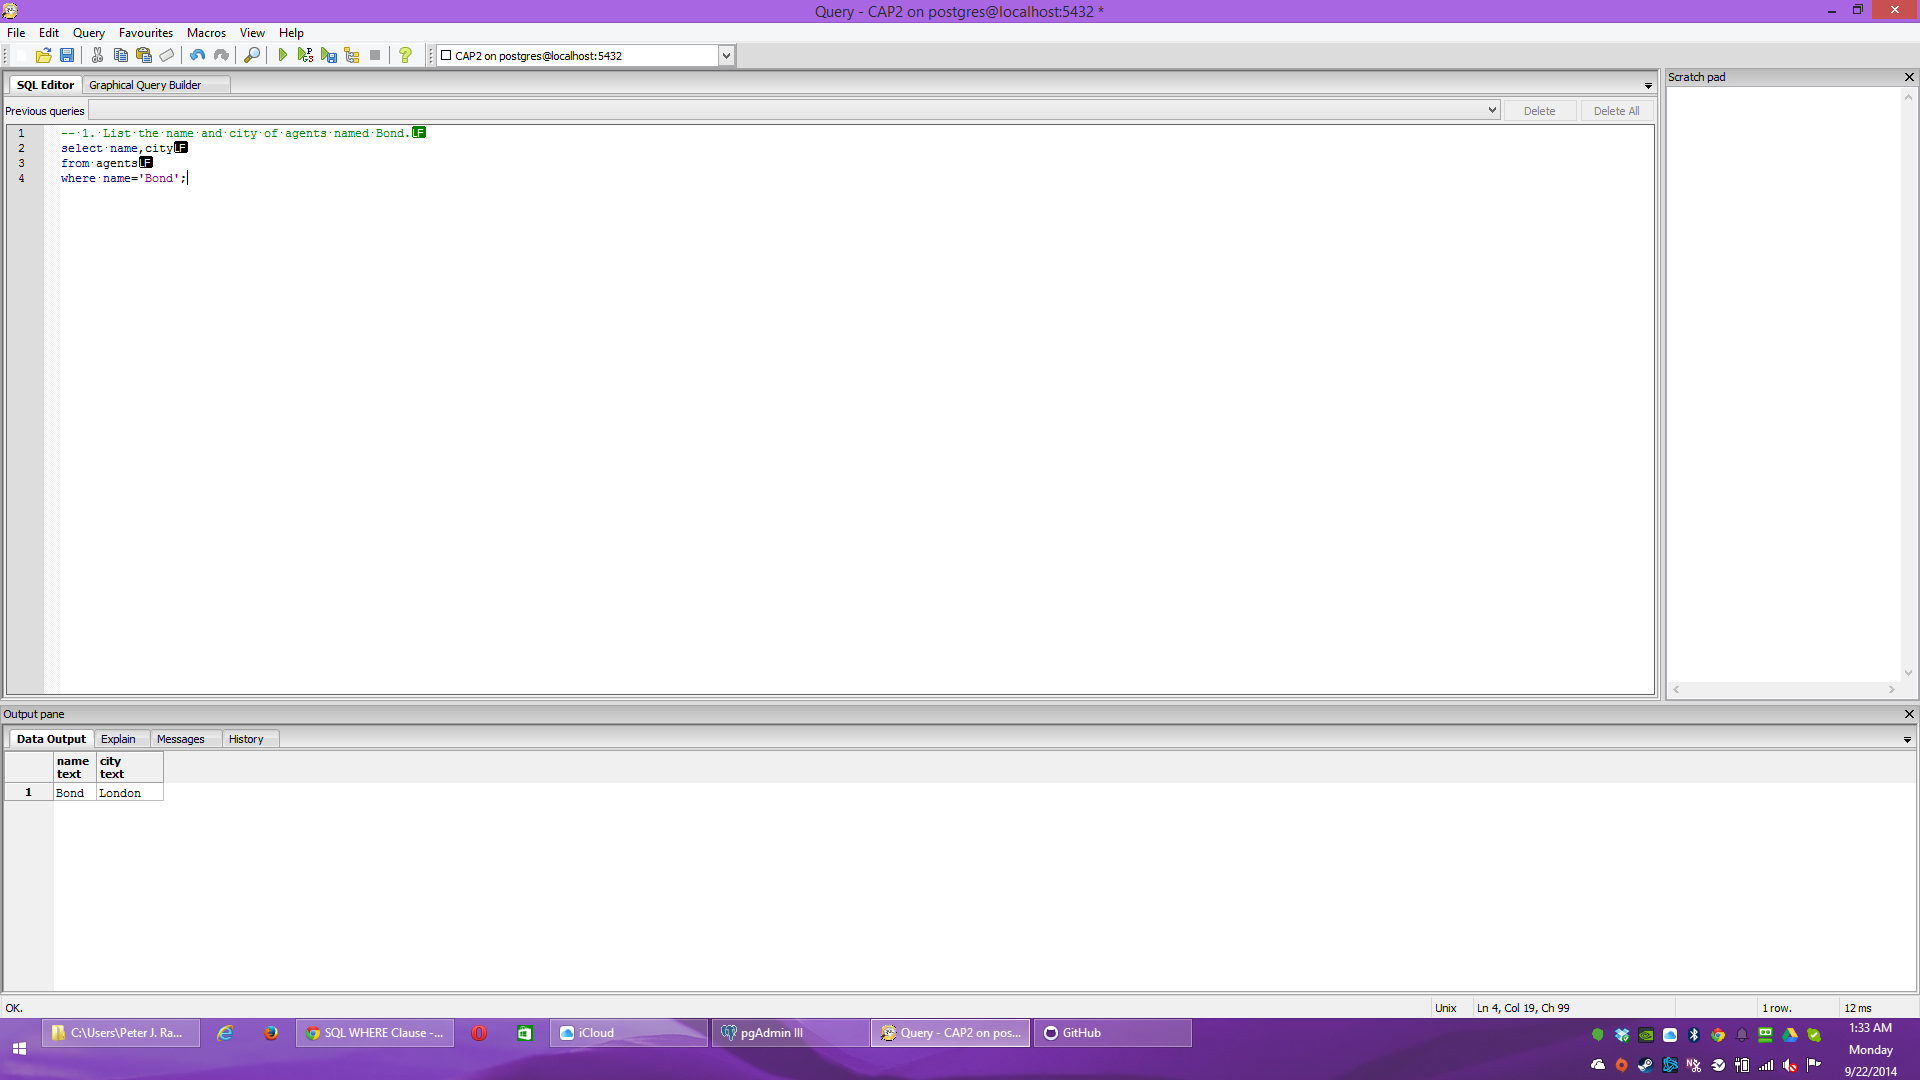 Query - CAP2 on postgres@localhost:5432 *
File Edit Query Favourites Macros View Help
CAP2 on postgres@localhost:5432
SQL Editor Graphical Query Builder
Scratch pad
Previous queries Delete Delete All
1 -- 1. List the name and city of agents named Bond.LF
2 select name,cityLF
3 from agentsLF
4 where name='Bond';
Output pane
Data Output Explain Messages History
name city
text text
1 Bond London
OK. Unix Ln 4, Col 19, Ch 99 1 row. 12 ms
C:\Users\Peter J. Ra... SQL WHERE Clause -... iCloud pgAdmin III Query - CAP2 on pos... GitHub
1:33 AM
Monday
9/22/2014